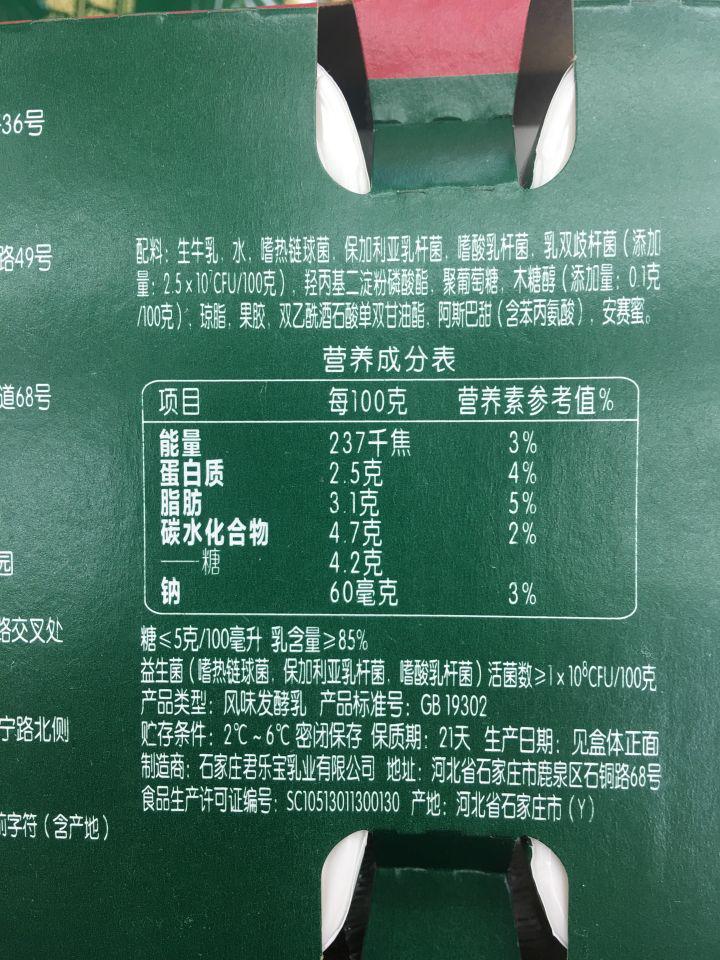 36号
路49号
道68号
园
路交叉处
宁路北侧
前字符（含产地）
配料：生牛乳、水、嗜热链球菌、保加利亚乳杆菌、嗜酸乳杆菌、乳双歧杆菌（添加
量：2.5x10⁷CFU/100克）、羟丙基二淀粉磷酸酯、聚葡萄糖、木糖醇（添加量：0.1克
/100克）、琼脂、果胶、双乙酰酒石酸单双甘油酯、阿斯巴甜（含苯丙氨酸）、安赛蜜。
营养成分表
项目 每100克 营养素参考值%
能量 237千焦 3%
蛋白质 2.5克 4%
脂肪 3.1克 5%
碳水化合物 4.7克 2%
——糖 4.2克
钠 60毫克 3%
糖≤5克/100毫升 乳含量≥85%
益生菌（嗜热链球菌、保加利亚乳杆菌、嗜酸乳杆菌）活菌数≥1x10⁸CFU/100克
产品类型：风味发酵乳 产品标准号：GB 19302
贮存条件：2℃~6℃密闭保存 保质期：21天 生产日期：见盒体正面
制造商：石家庄君乐宝乳业有限公司 地址：河北省石家庄市鹿泉区石铜路68号
食品生产许可证编号：SC10513011300130 产地：河北省石家庄市（Y）